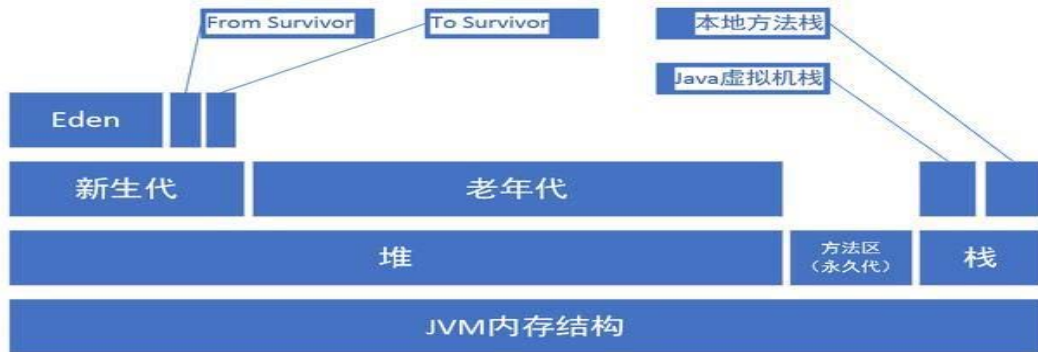 From Survivor
To Survivor
本地方法栈
Java虚拟机栈
Eden
新生代
老年代
堆
方法区
（永久代）
栈
JVM内存结构